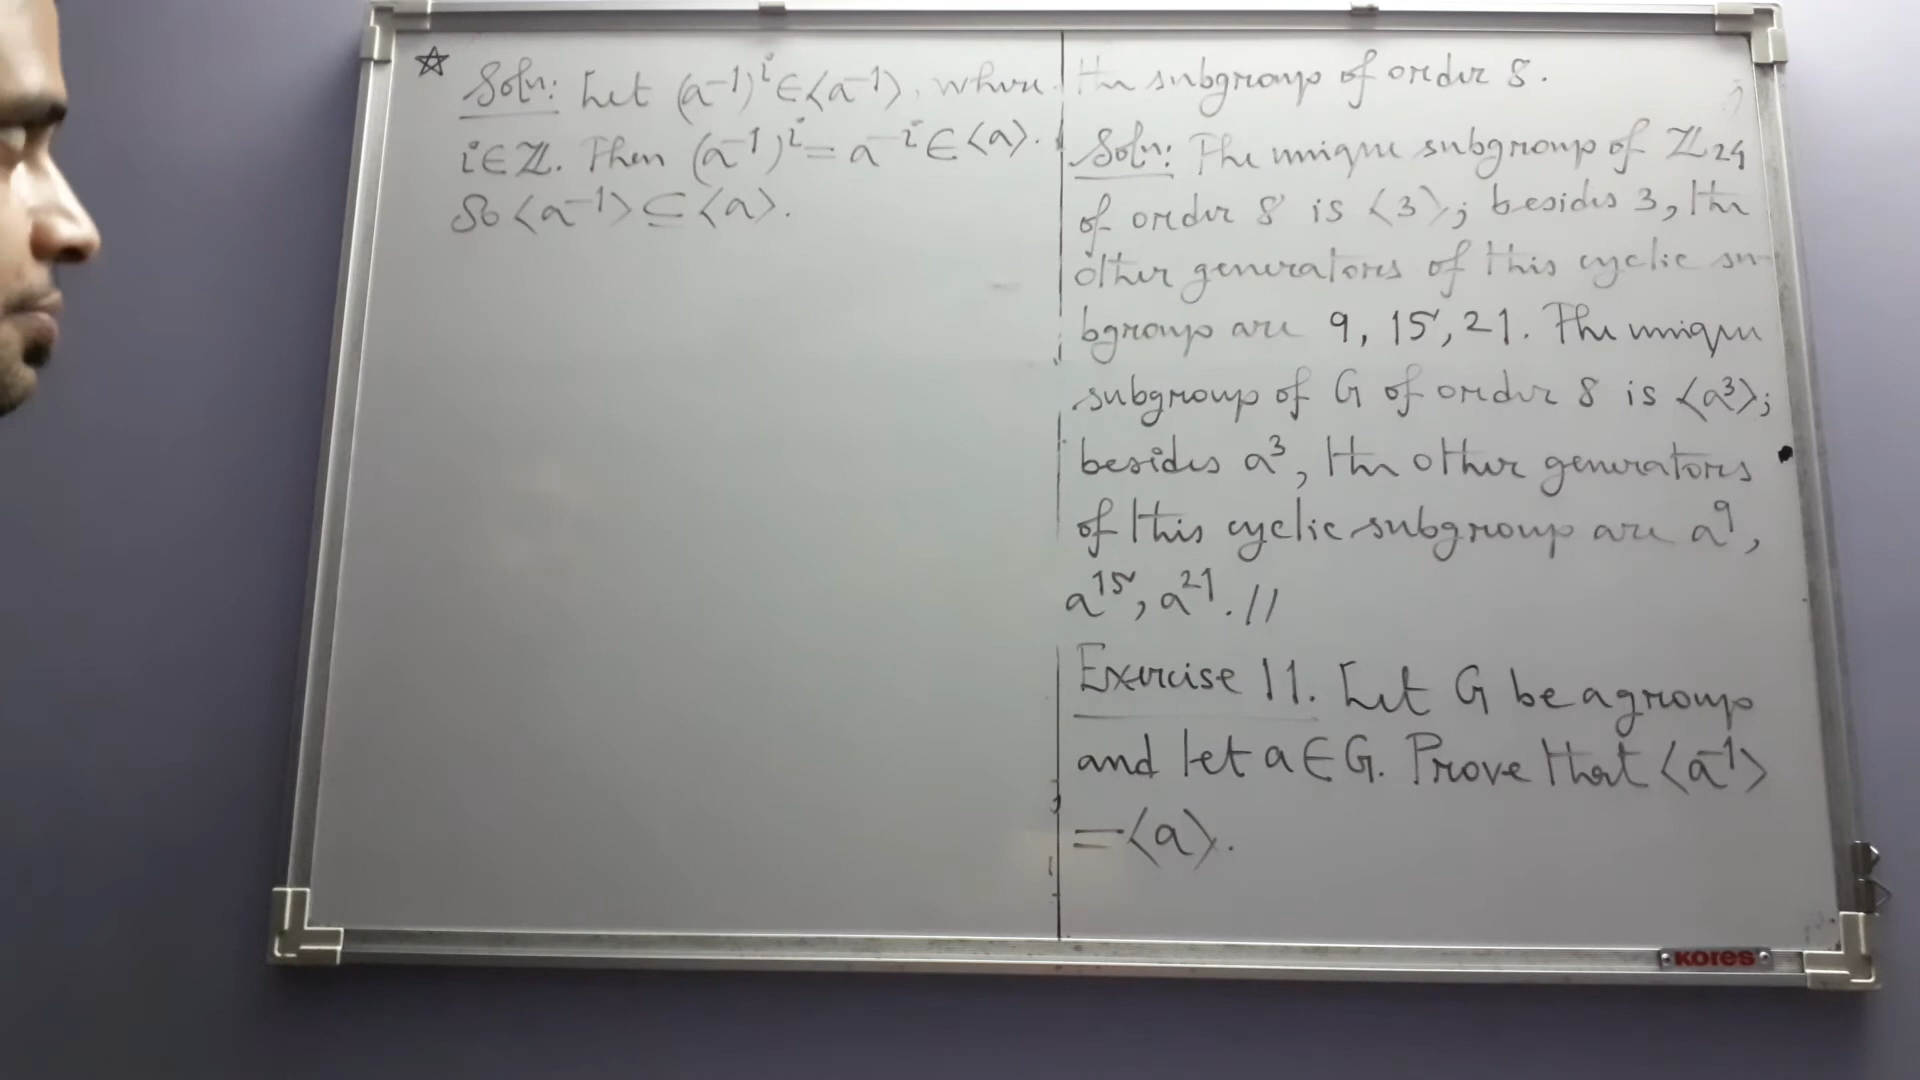 ☆ Soln: Let (a⁻¹)ⁱ∈⟨a⁻¹⟩, where
i∈ℤ. Then (a⁻¹)ⁱ=a⁻ⁱ∈⟨a⟩.
So ⟨a⁻¹⟩⊆⟨a⟩.
the subgroup of order 8.
Soln: The unique subgroup of ℤ₂₄
of order 8 is ⟨3⟩; besides 3, the
other generators of this cyclic su-
bgroup are 9, 15, 21. The unique
subgroup of G of order 8 is ⟨a³⟩;
besides a³, the other generators
of this cyclic subgroup are a⁹,
a¹⁵, a²¹. //
Exercise 11. Let G be a group
and let a∈G. Prove that ⟨a⁻¹⟩
=⟨a⟩.
KORES